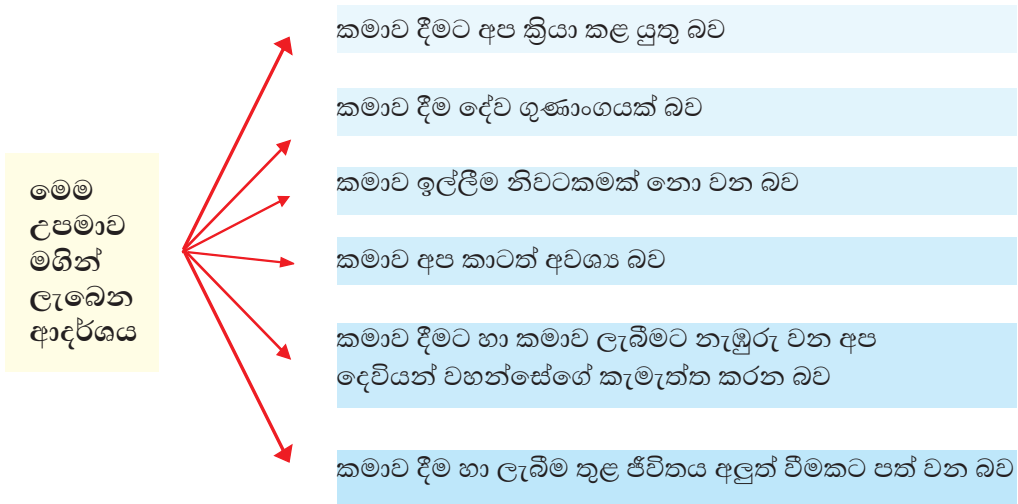 මෙම
උපමාව
මගින්
ලැබෙන
ආදර්ශය
කමාව දීමට අප ක්‍රියා කළ යුතු බව
කමාව දීම දේව ගුණාංගයක් බව
කමාව ඉල්ලීම නිවටකමක් නො වන බව
කමාව අප කාටත් අවශ්‍ය බව
කමාව දීමට හා කමාව ලැබීමට නැඹුරු වන අප
දෙවියන් වහන්සේගේ කැමැත්ත කරන බව
කමාව දීම හා ලැබීම තුළ ජීවිතය අලුත් වීමකට පත් වන බව